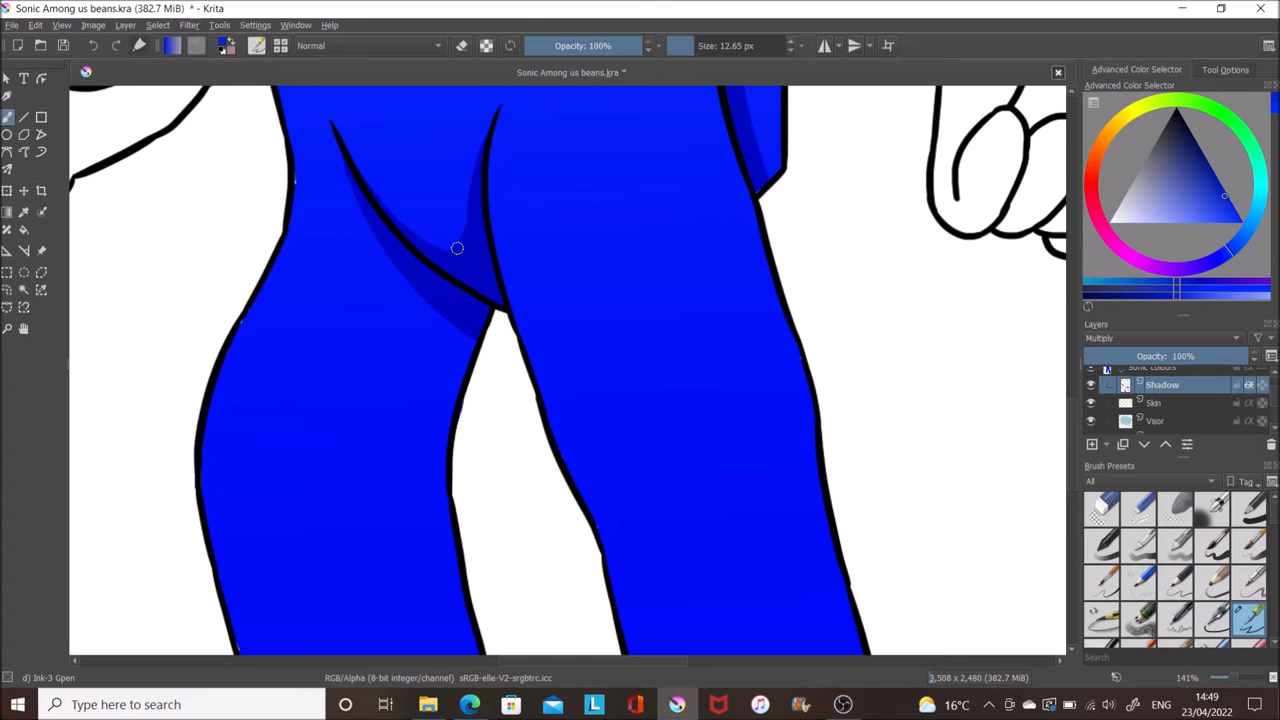 Sonic Among us beans.kra (382.7 MiB) * - Krita
File Edit View Image Layer Select Filter Tools Settings Window Help
Normal Opacity: 100% Size: 12.65 px
Sonic Among us beans.kra *
Advanced Color Selector Tool Options
Advanced Color Selector
Layers
Multiply
Opacity: 100%
Sonic colours
Shadow
Skin
Visor
Brush Presets
All Tag
Search
d) Ink-3 Gpen RGB/Alpha (8-bit integer/channel) sRGB-elle-V2-srgbtrc.icc 3,508 x 2,480 (382.7 MiB) 141%
Type here to search L 16°C 14:49
23/04/2022